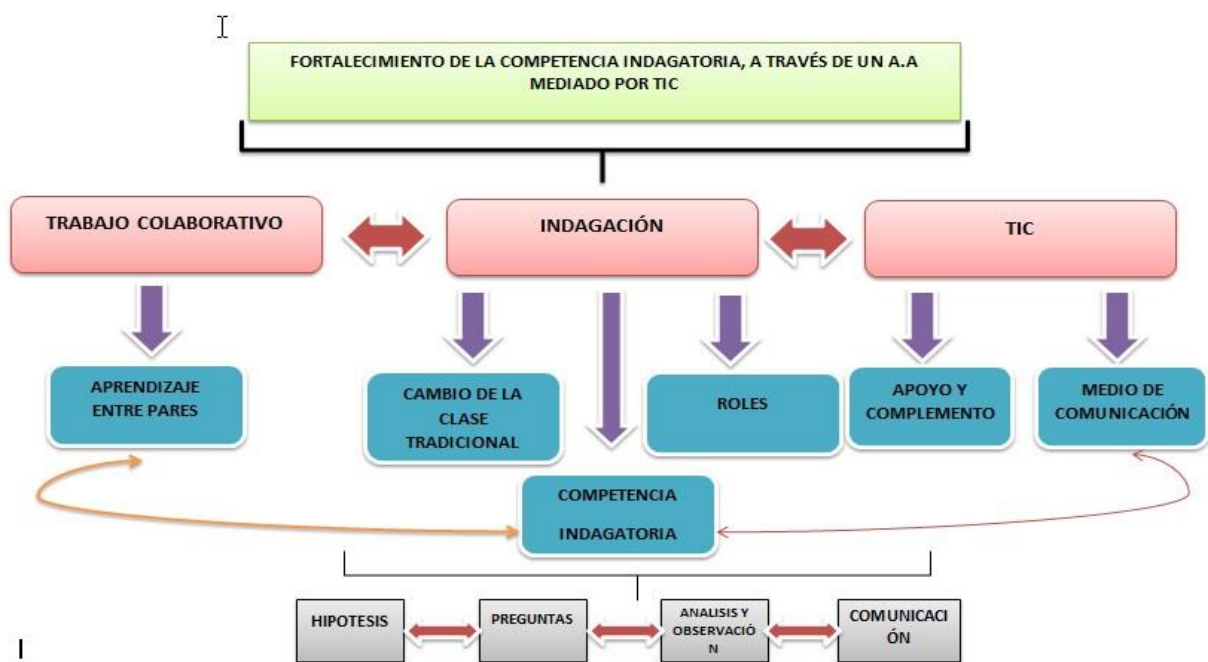 FORTALECIMIENTO DE LA COMPETENCIA INDAGATORIA, A TRAVÉS DE UN A.A
MEDIADO POR TIC
TRABAJO COLABORATIVO
INDAGACIÓN
TIC
APRENDIZAJE
ENTRE PARES
CAMBIO DE LA
CLASE
TRADICIONAL
ROLES
APOYO Y
COMPLEMENTO
MEDIO DE
COMUNICACIÓN
COMPETENCIA
INDAGATORIA
HIPOTESIS
PREGUNTAS
ANALISIS Y
OBSERVACIÓ
N
COMUNICACI
ÓN